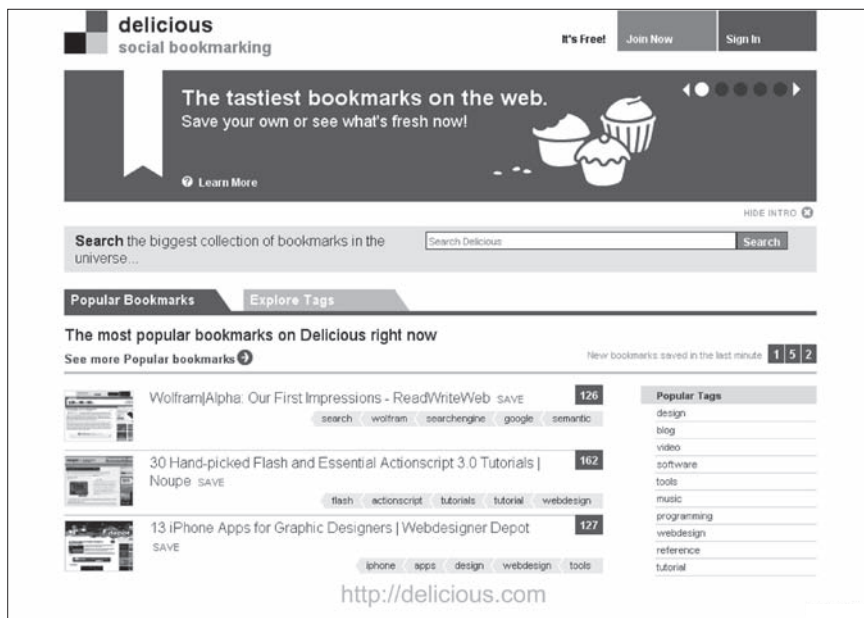 delicious
social bookmarking
It's Free!
Join Now
Sign In
The tastiest bookmarks on the web.
Save your own or see what's fresh now!
Learn More
HIDE INTRO
Search the biggest collection of bookmarks in the
universe...
Search Delicious
Search
Popular Bookmarks
Explore Tags
The most popular bookmarks on Delicious right now
See more Popular bookmarks
New bookmarks saved in the last minute 1 5 2
Wolfram|Alpha: Our First Impressions - ReadWriteWeb SAVE
126
search wolfram searchengine google semantic
30 Hand-picked Flash and Essential Actionscript 3.0 Tutorials |
Noupe SAVE
162
flash actionscript tutorials tutorial webdesign
13 iPhone Apps for Graphic Designers | Webdesigner Depot
SAVE
127
iphone apps design webdesign tools
Popular Tags
design
blog
video
software
tools
music
programming
webdesign
reference
tutorial
http://delicious.com